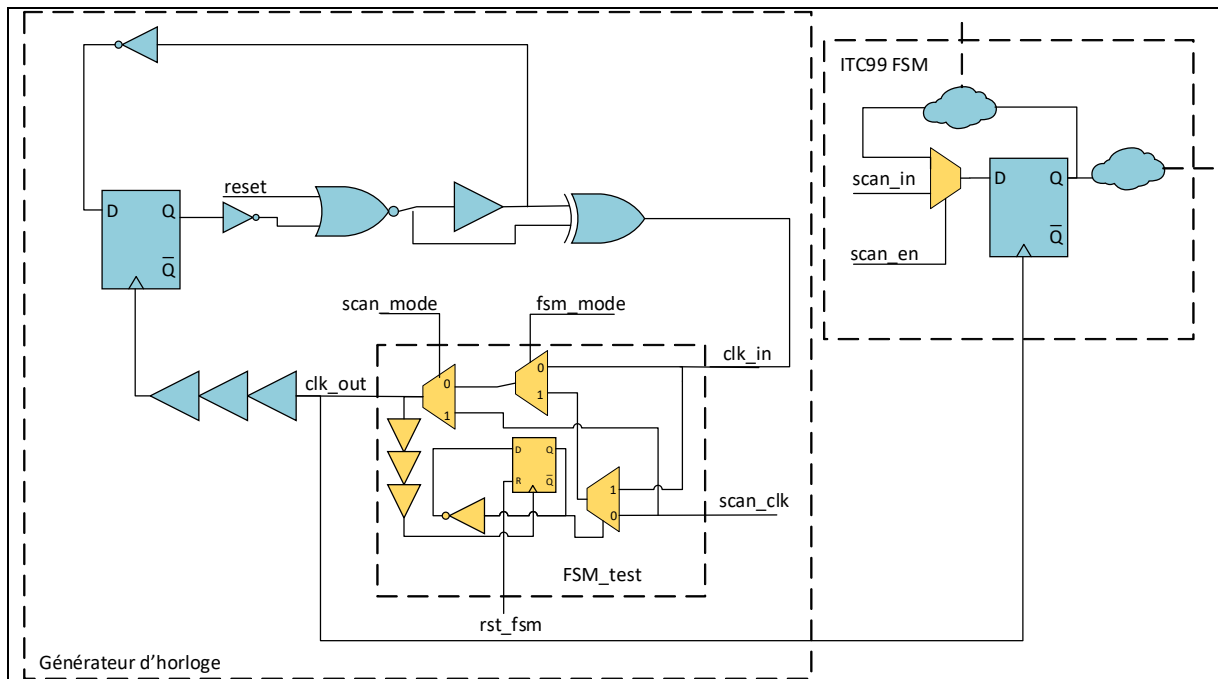 ITC99 FSM
D
Q
Q
reset
scan_in
D
Q
Q
scan_en
scan_mode
fsm_mode
clk_in
0
0
1
clk_out
1
D
Q
R
Q
1
0
scan_clk
FSM_test
rst_fsm
Générateur d'horloge